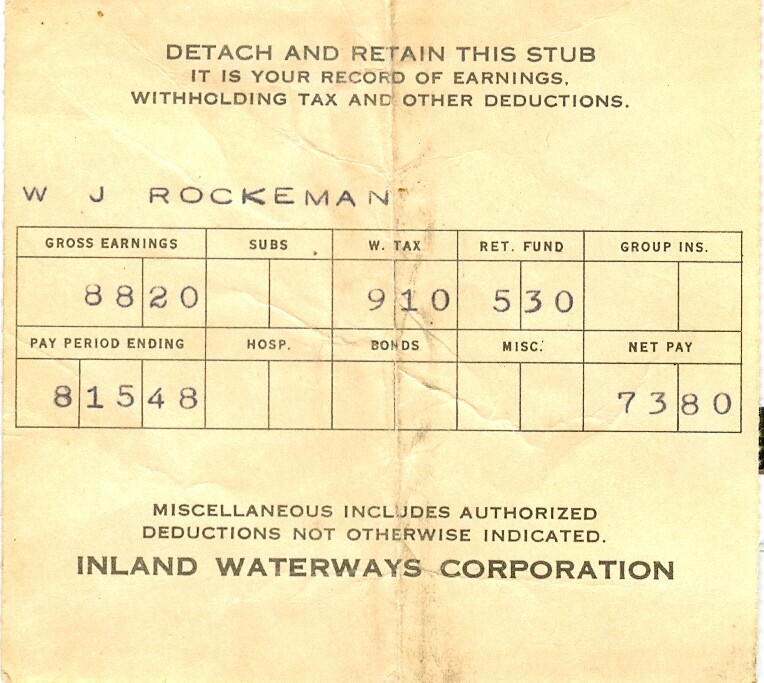 DETACH AND RETAIN THIS STUB
IT IS YOUR RECORD OF EARNINGS,
WITHHOLDING TAX AND OTHER DEDUCTIONS.
W J ROCKEMAN
GROSS EARNINGS SUBS W. TAX RET. FUND GROUP INS.
88 20 9 10 5 30
PAY PERIOD ENDING HOSP. BONDS MISC. NET PAY
8 15 48 73 80
MISCELLANEOUS INCLUDES AUTHORIZED
DEDUCTIONS NOT OTHERWISE INDICATED.
INLAND WATERWAYS CORPORATION